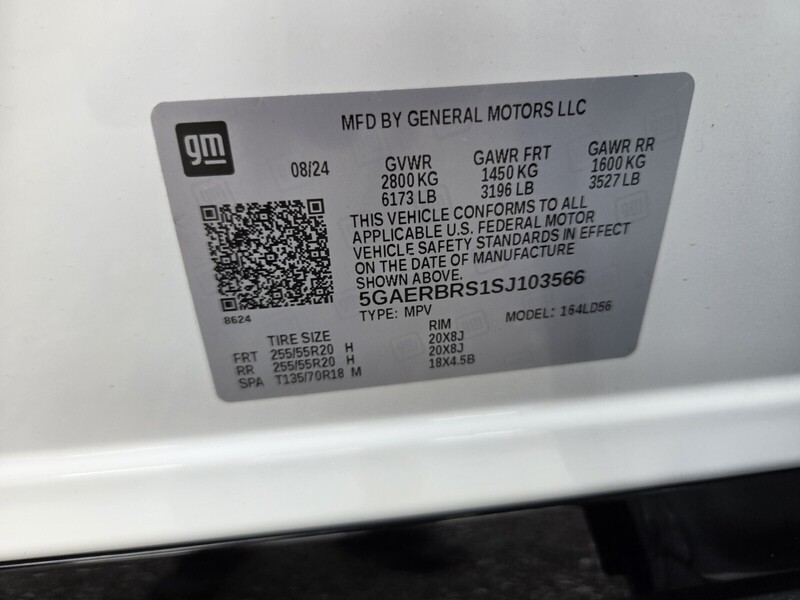 gm
MFD BY GENERAL MOTORS LLC
08/24
GVWR GAWR FRT GAWR RR
2800 KG 1450 KG 1600 KG
6173 LB 3196 LB 3527 LB
THIS VEHICLE CONFORMS TO ALL
APPLICABLE U.S. FEDERAL MOTOR
VEHICLE SAFETY STANDARDS IN EFFECT
ON THE DATE OF MANUFACTURE
SHOWN ABOVE.
5GAERBRS1SJ103566
8624
TYPE: MPV MODEL: 164LD56
TIRE SIZE RIM
FRT 255/55R20 H 20X8J
RR 255/55R20 H 20X8J
SPA T135/70R18 M 18X4.5B